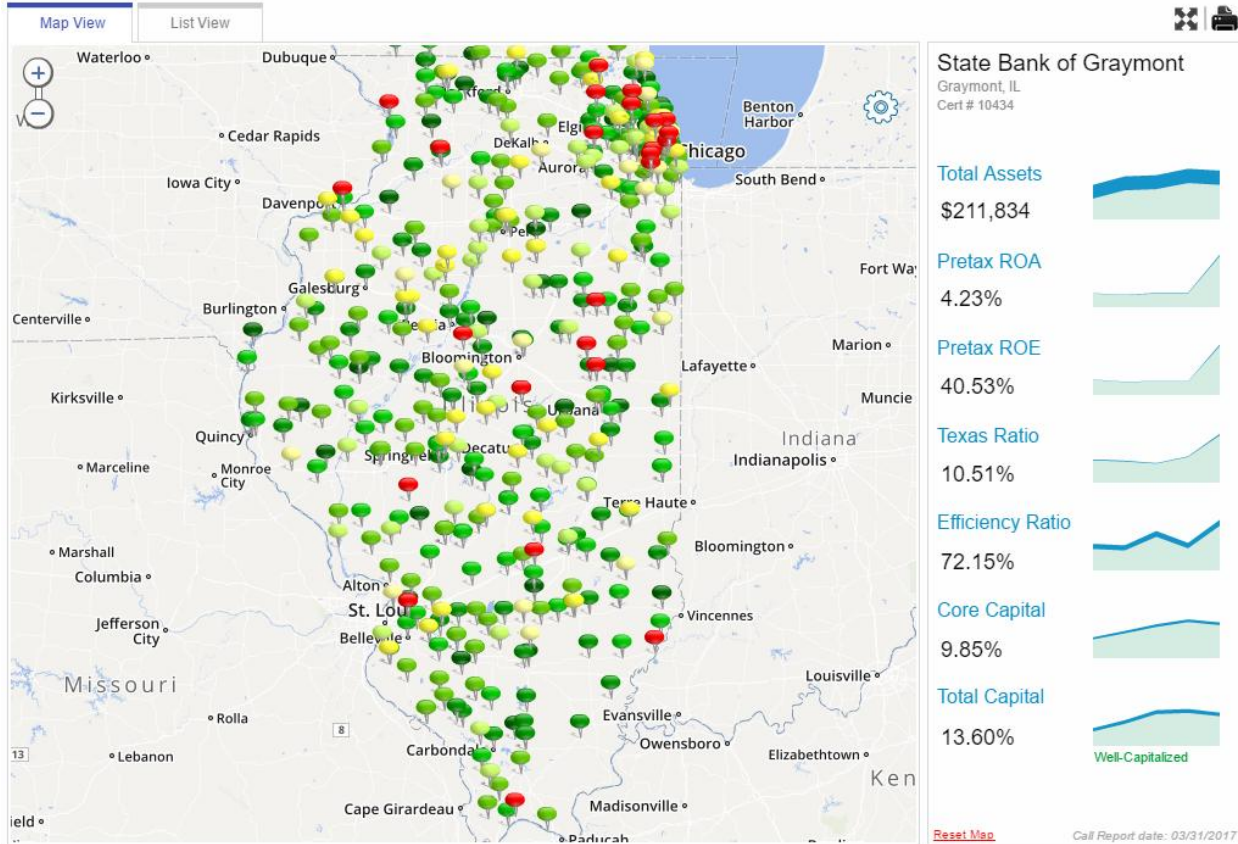 Map View
List View
Waterloo
Dubuque
Benton
Harbor
Cedar Rapids
DeKalb
Chicago
Aurora
South Bend
Iowa City
Fort Way
Galesburg
Burlington
Centerville
Marion
Bloomington
Lafayette
Kirksville
Muncie
Illinois
Urbana
Quincy
Indiana
Marceline
Monroe
City
Indianapolis
Terre Haute
Marshall
Bloomington
Columbia
Alton
St. Lou
Jefferson
City
Vincennes
Belleville
Missouri
Louisville
Rolla
8
Evansville
Owensboro
13
Lebanon
Carbondale
Elizabethtown
Ken
Cape Girardeau
Madisonville
ield
Paducah
State Bank of Graymont
Graymont, IL
Cert # 10434
Total Assets
$211,834
Pretax ROA
4.23%
Pretax ROE
40.53%
Texas Ratio
10.51%
Efficiency Ratio
72.15%
Core Capital
9.85%
Total Capital
13.60%
Well-Capitalized
Reset Map
Call Report date: 03/31/2017